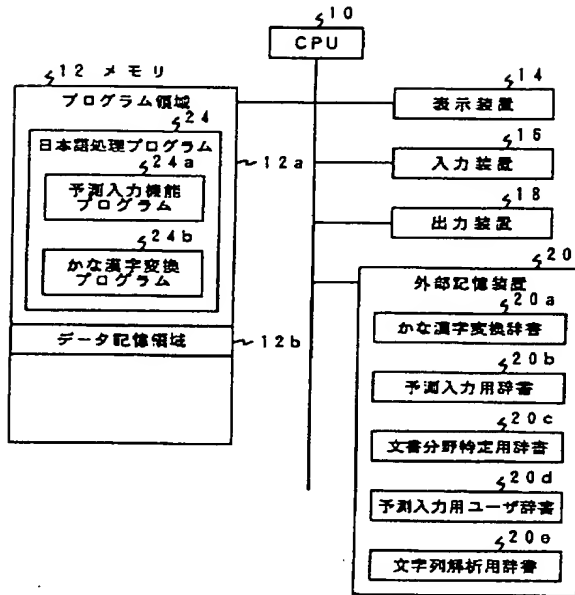 10
CPU
12 メモリ
プログラム領域
24
日本語処理プログラム
24a
予測入力機能
プログラム
24b
かな漢字変換
プログラム
12a
データ記憶領域
12b
14
表示装置
16
入力装置
18
出力装置
20
外部記憶装置
20a
かな漢字変換辞書
20b
予測入力用辞書
20c
文書分野特定用辞書
20d
予測入力用ユーザ辞書
20e
文字列解析用辞書